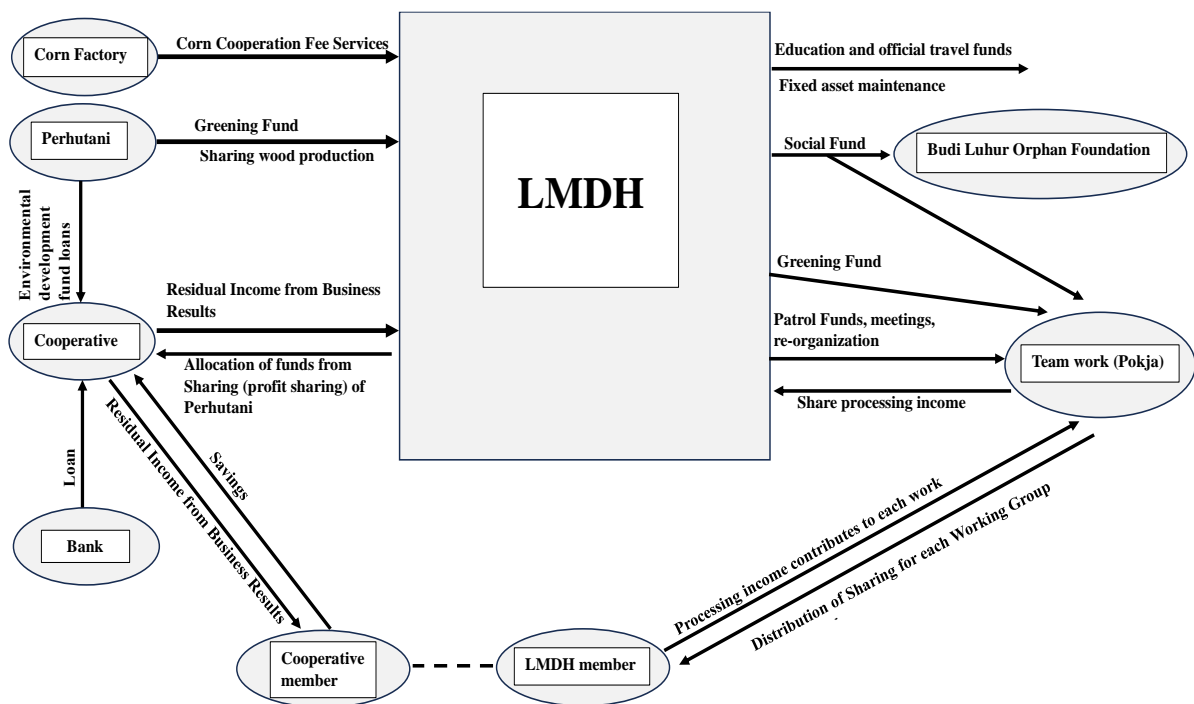 Corn Factory
Corn Cooperation Fee Services
Perhutani
Greening Fund
Sharing wood production
Environmental
development
fund loans
Cooperative
Residual Income from Business
Results
Allocation of funds from
Sharing (profit sharing) of
Perhutani
Loan
Bank
Residual Income from Business Results
Savings
Cooperative
member
LMDH member
LMDH
Education and official travel funds
Fixed asset maintenance
Social Fund
Budi Luhur Orphan Foundation
Greening Fund
Patrol Funds, meetings,
re-organization
Team work (Pokja)
Share processing income
Processing income contributes to each work
Distribution of Sharing for each Working Group